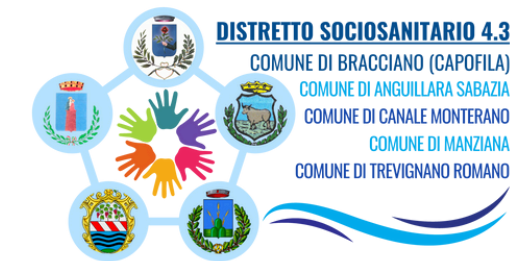 DISTRETTO SOCIOSANITARIO 4.3
COMUNE DI BRACCIANO (CAPOFILA)
COMUNE DI ANGUILLARA SABAZIA
COMUNE DI CANALE MONTERANO
COMUNE DI MANZIANA
COMUNE DI TREVIGNANO ROMANO